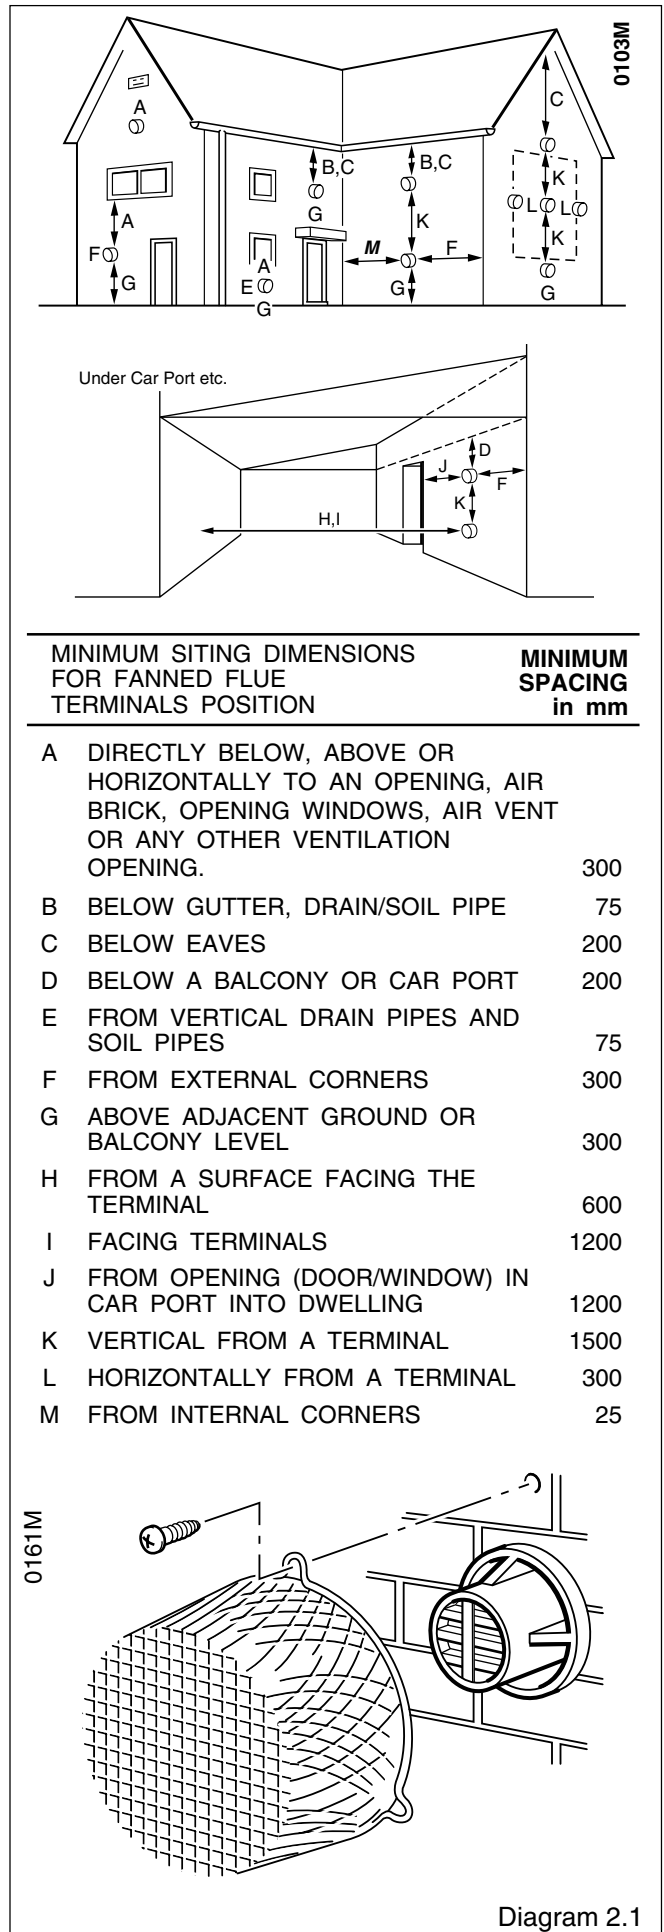 0103M
A
C
B,C
B,C
K
G
L
L
A
K
K
M
F
F
A
E
G
G
G
G
Under Car Port etc.
D
J
F
K
H,I
MINIMUM SITING DIMENSIONS
FOR FANNED FLUE
TERMINALS POSITION
MINIMUM
SPACING
in mm
A DIRECTLY BELOW, ABOVE OR
HORIZONTALLY TO AN OPENING, AIR
BRICK, OPENING WINDOWS, AIR VENT
OR ANY OTHER VENTILATION
OPENING. 300
B BELOW GUTTER, DRAIN/SOIL PIPE 75
C BELOW EAVES 200
D BELOW A BALCONY OR CAR PORT 200
E FROM VERTICAL DRAIN PIPES AND
SOIL PIPES 75
F FROM EXTERNAL CORNERS 300
G ABOVE ADJACENT GROUND OR
BALCONY LEVEL 300
H FROM A SURFACE FACING THE
TERMINAL 600
I FACING TERMINALS 1200
J FROM OPENING (DOOR/WINDOW) IN
CAR PORT INTO DWELLING 1200
K VERTICAL FROM A TERMINAL 1500
L HORIZONTALLY FROM A TERMINAL 300
M FROM INTERNAL CORNERS 25
0161M
Diagram 2.1